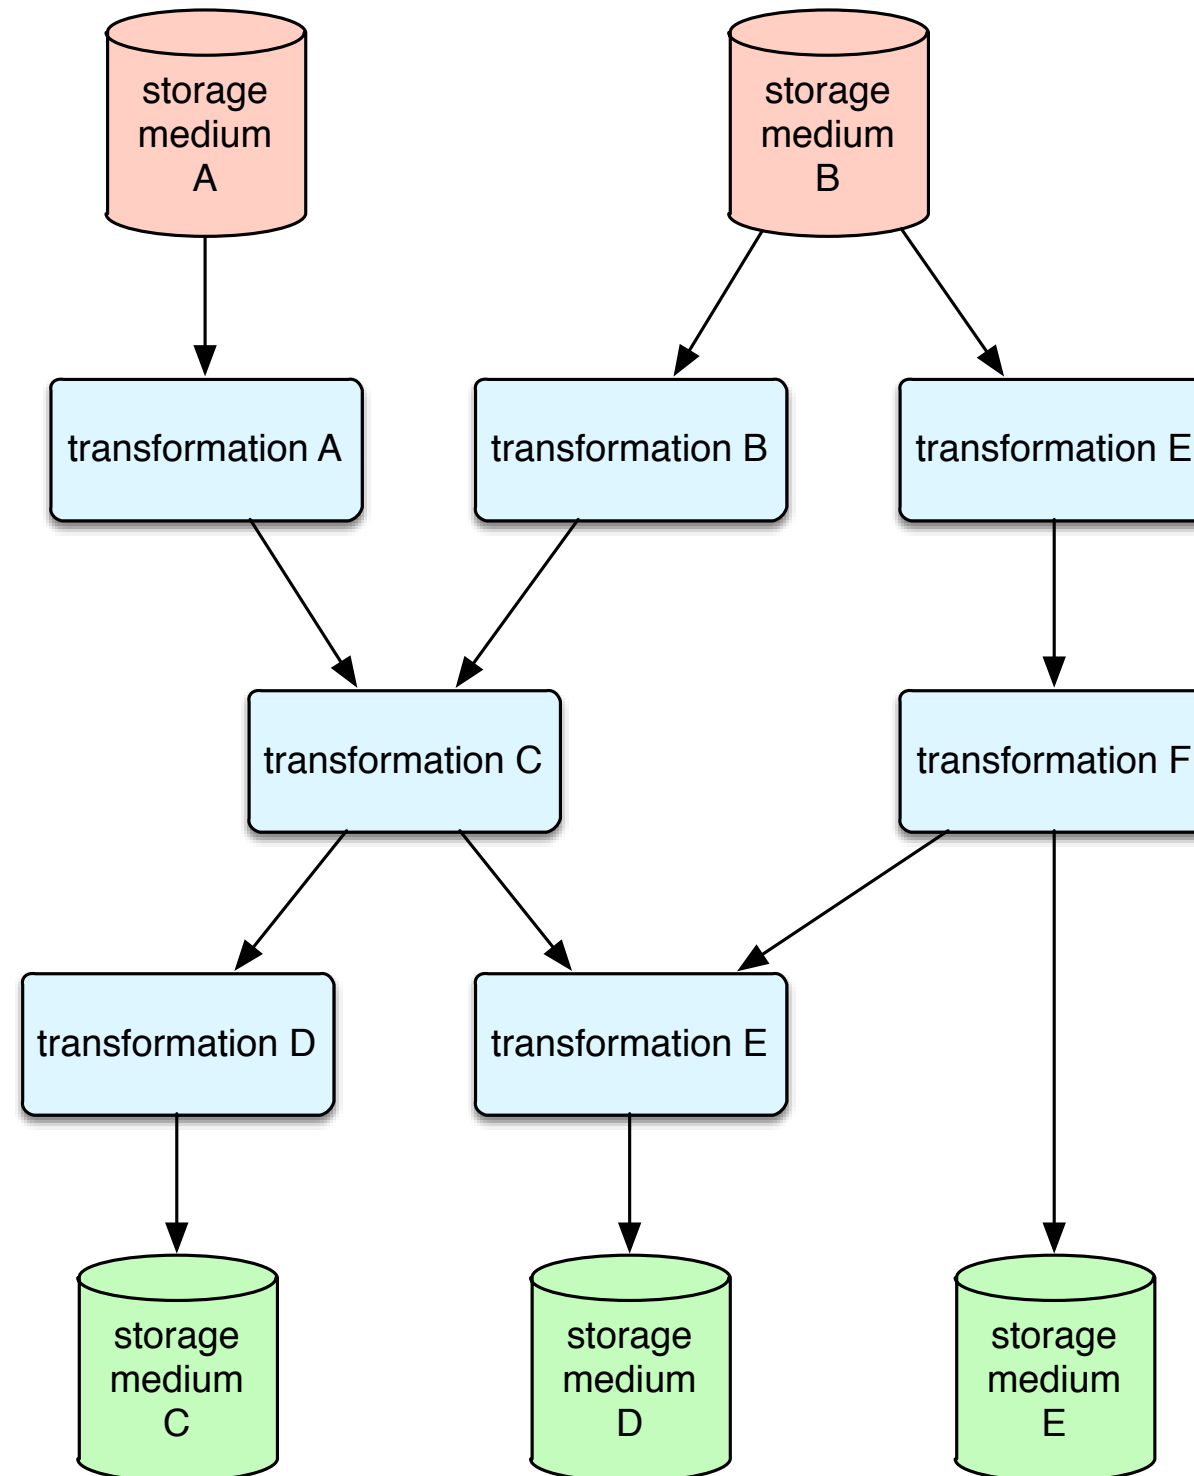 storage
medium
A
storage
medium
B
transformation A
transformation B
transformation E
transformation C
transformation F
transformation D
transformation E
storage
medium
C
storage
medium
D
storage
medium
E